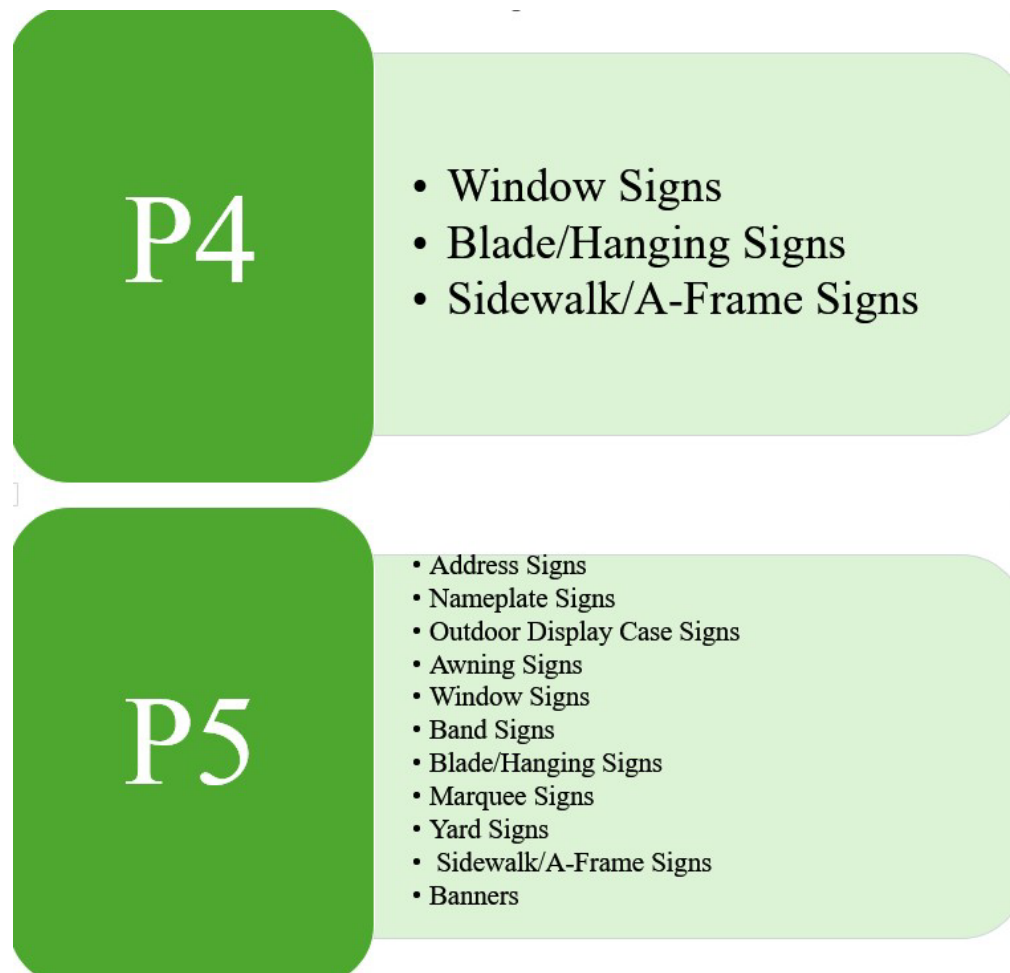 P4
• Window Signs
• Blade/Hanging Signs
• Sidewalk/A-Frame Signs
P5
• Address Signs
• Nameplate Signs
• Outdoor Display Case Signs
• Awning Signs
• Window Signs
• Band Signs
• Blade/Hanging Signs
• Marquee Signs
• Yard Signs
• Sidewalk/A-Frame Signs
• Banners